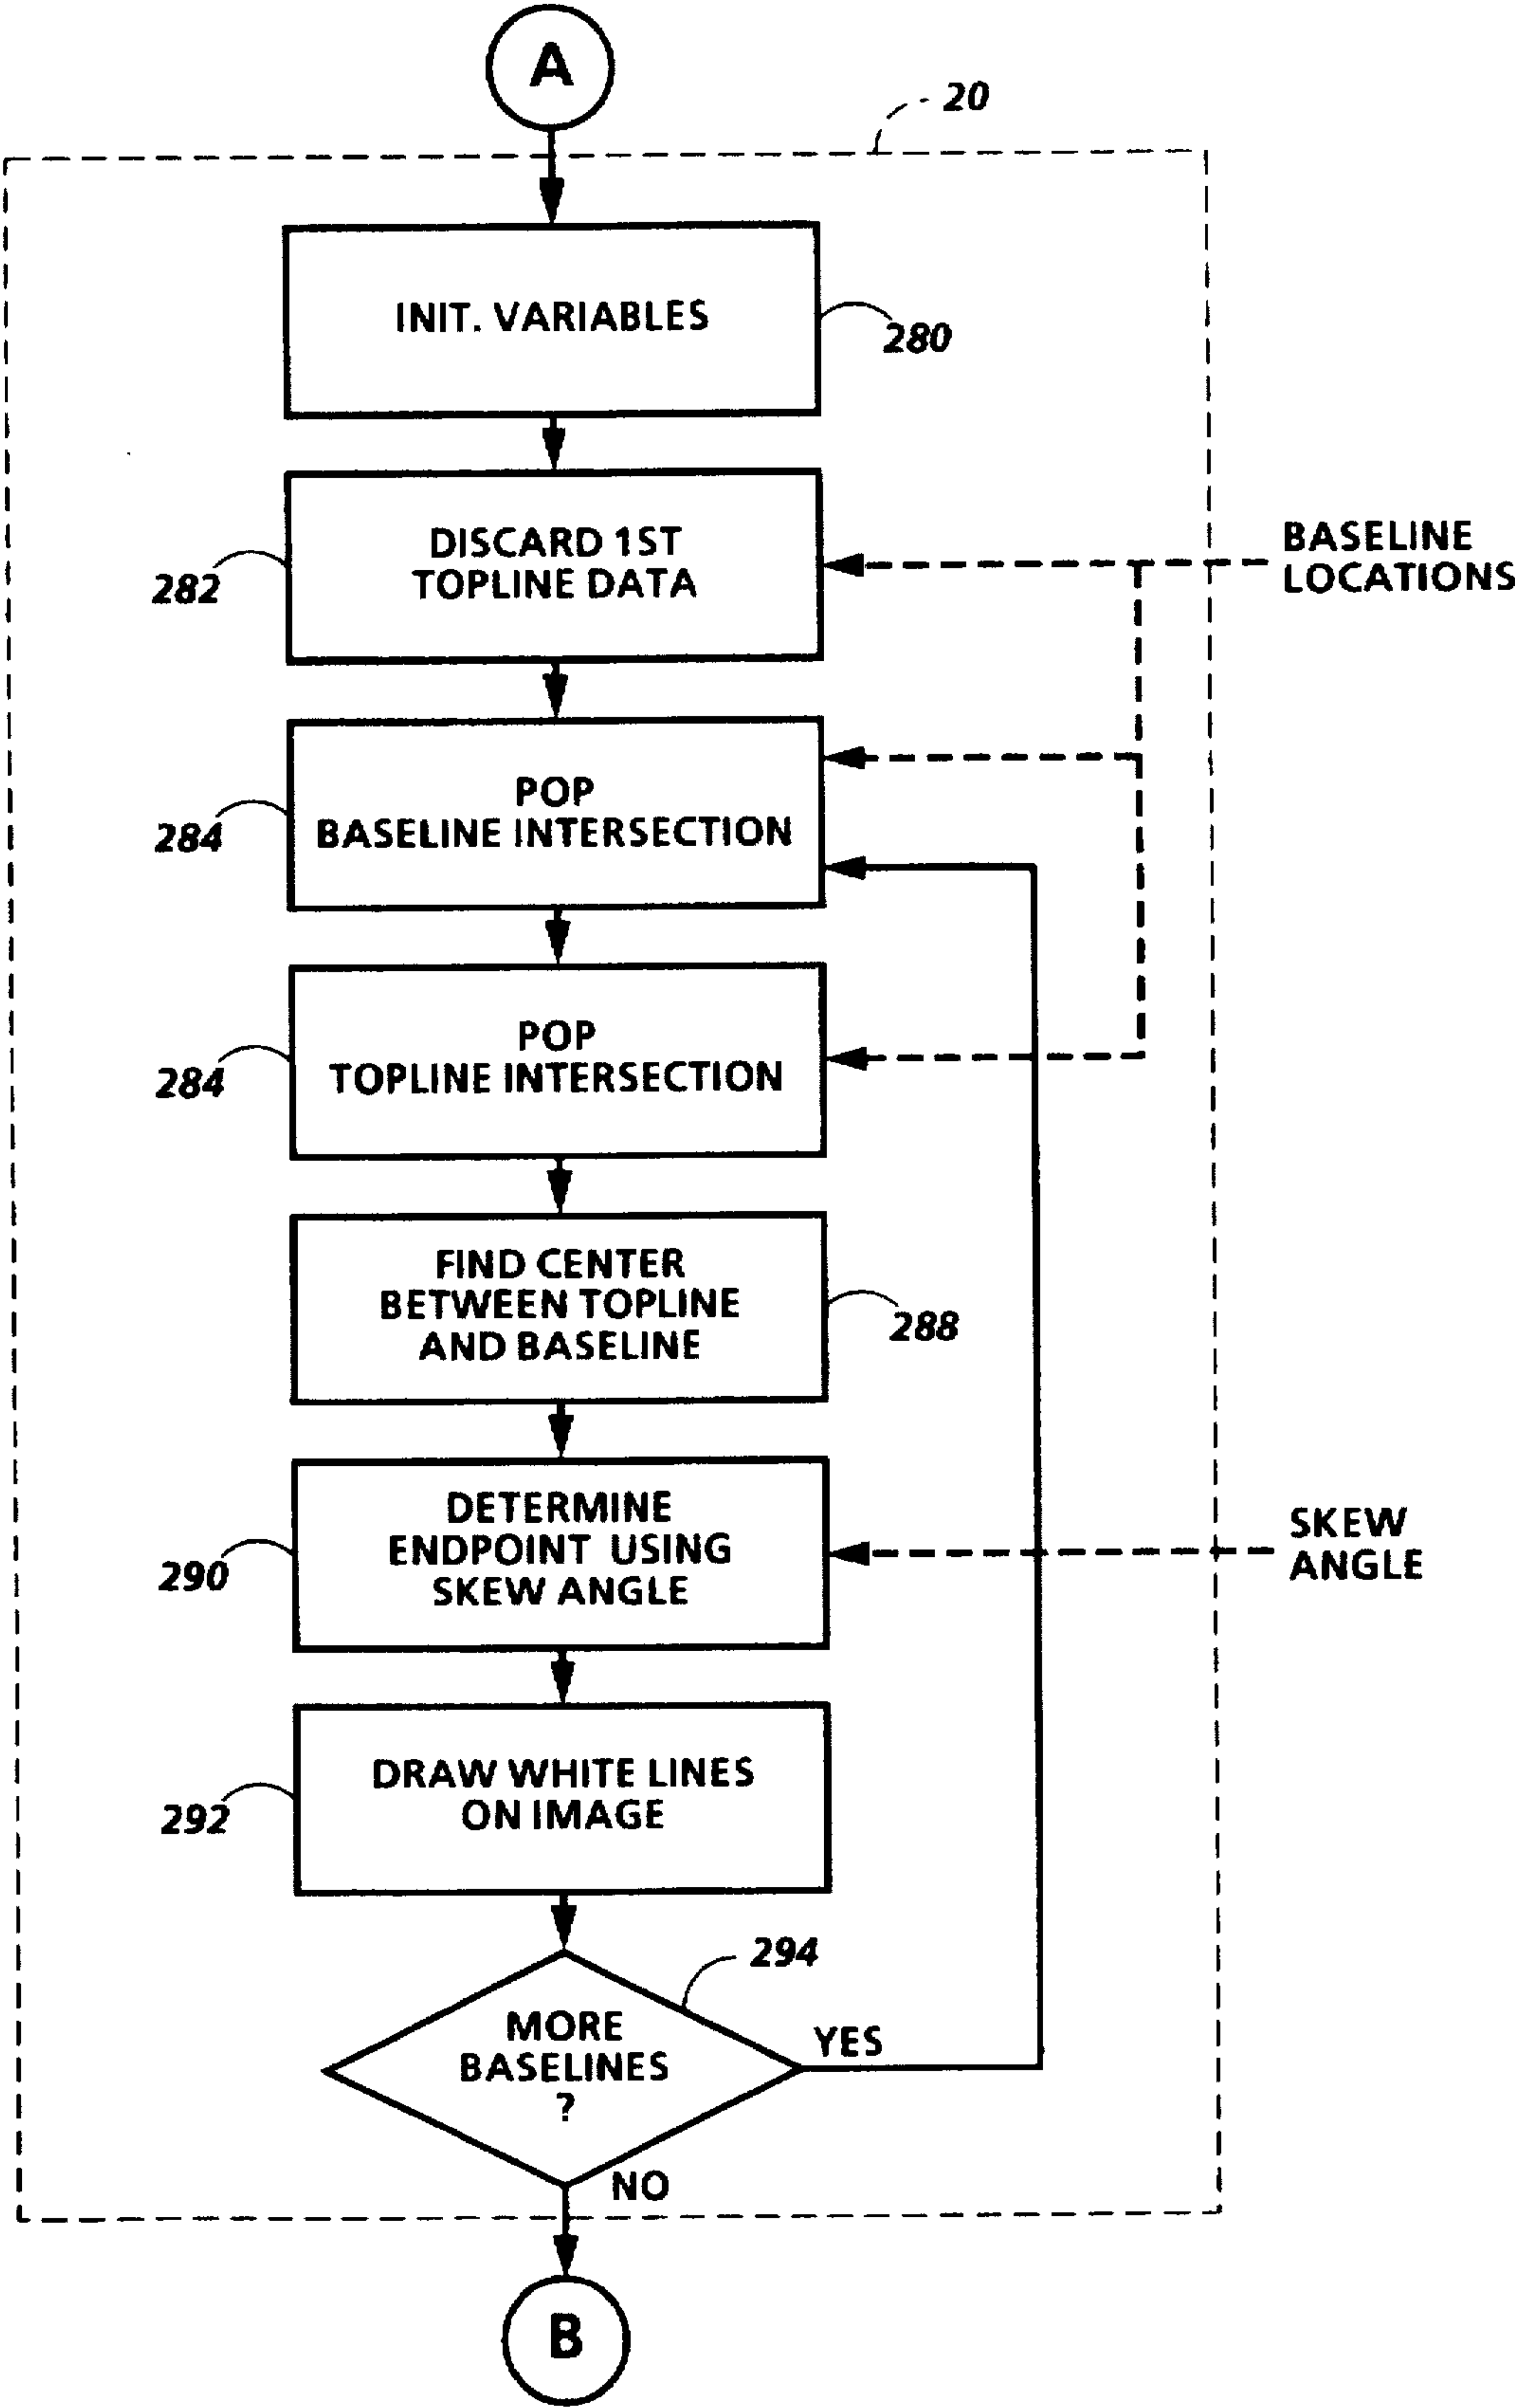 A
20
INIT. VARIABLES
280
DISCARD 1ST
TOPLINE DATA
282
BASELINE
LOCATIONS
POP
BASELINE INTERSECTION
284
POP
TOPLINE INTERSECTION
284
FIND CENTER
BETWEEN TOPLINE
AND BASELINE
288
DETERMINE
ENDPOINT USING
SKEW ANGLE
290
SKEW
ANGLE
DRAW WHITE LINES
ON IMAGE
292
294
MORE
BASELINES
?
YES
NO
B